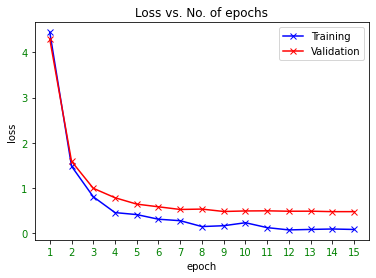 Loss vs. No. of epochs
Training
Validation
4
3
2
1
0
loss
1 2 3 4 5 6 7 8 9 10 11 12 13 14 15
epoch